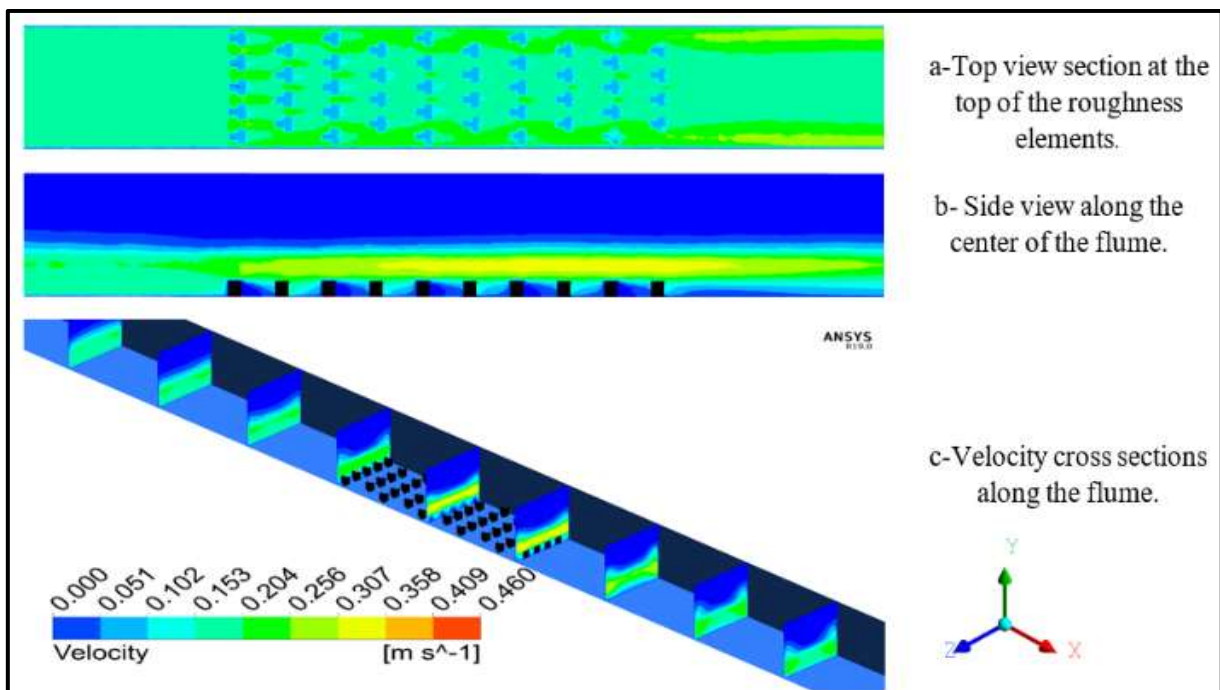 a-Top view section at the
top of the roughness
elements.
b- Side view along the
center of the flume.
ANSYS
R19.0
c-Velocity cross sections
along the flume.
0.000
0.051
0.102
0.153
0.204
0.256
0.307
0.358
0.409
0.460
Velocity
[m s^-1]
Y
Z
X